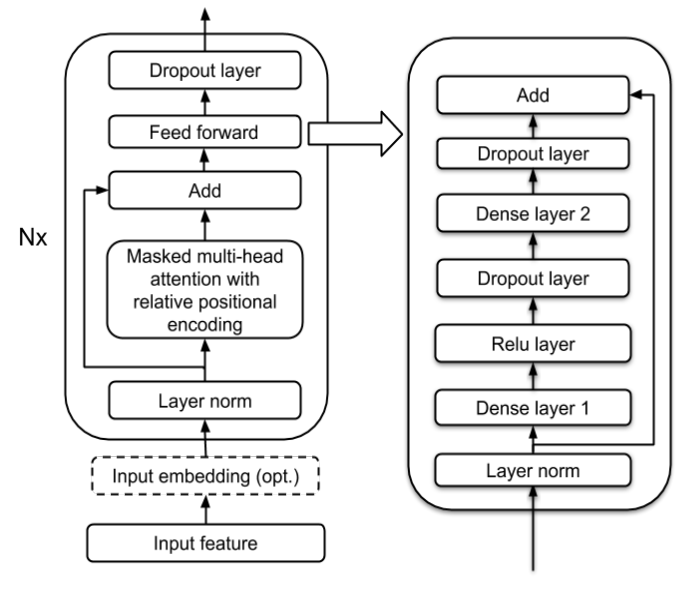 Dropout layer
Feed forward
Add
Masked multi-head
attention with
relative positional
encoding
Layer norm
Input embedding (opt.)
Input feature
Nx
Add
Dropout layer
Dense layer 2
Dropout layer
Relu layer
Dense layer 1
Layer norm